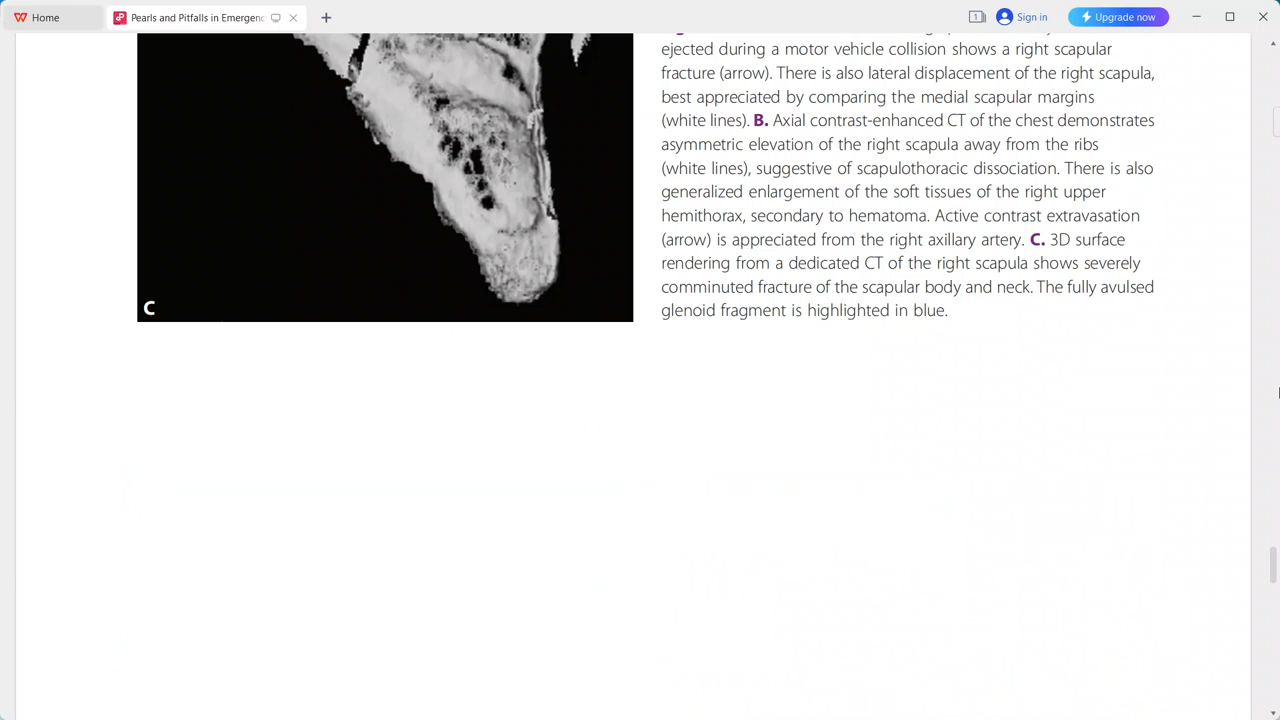 Home
Pearls and Pitfalls in Emergenc
1
Sign in
Upgrade now
ejected during a motor vehicle collision shows a right scapular
fracture (arrow). There is also lateral displacement of the right scapula,
best appreciated by comparing the medial scapular margins
(white lines). B. Axial contrast-enhanced CT of the chest demonstrates
asymmetric elevation of the right scapula away from the ribs
(white lines), suggestive of scapulothoracic dissociation. There is also
generalized enlargement of the soft tissues of the right upper
hemithorax, secondary to hematoma. Active contrast extravasation
(arrow) is appreciated from the right axillary artery. C. 3D surface
rendering from a dedicated CT of the right scapula shows severely
comminuted fracture of the scapular body and neck. The fully avulsed
glenoid fragment is highlighted in blue.
C